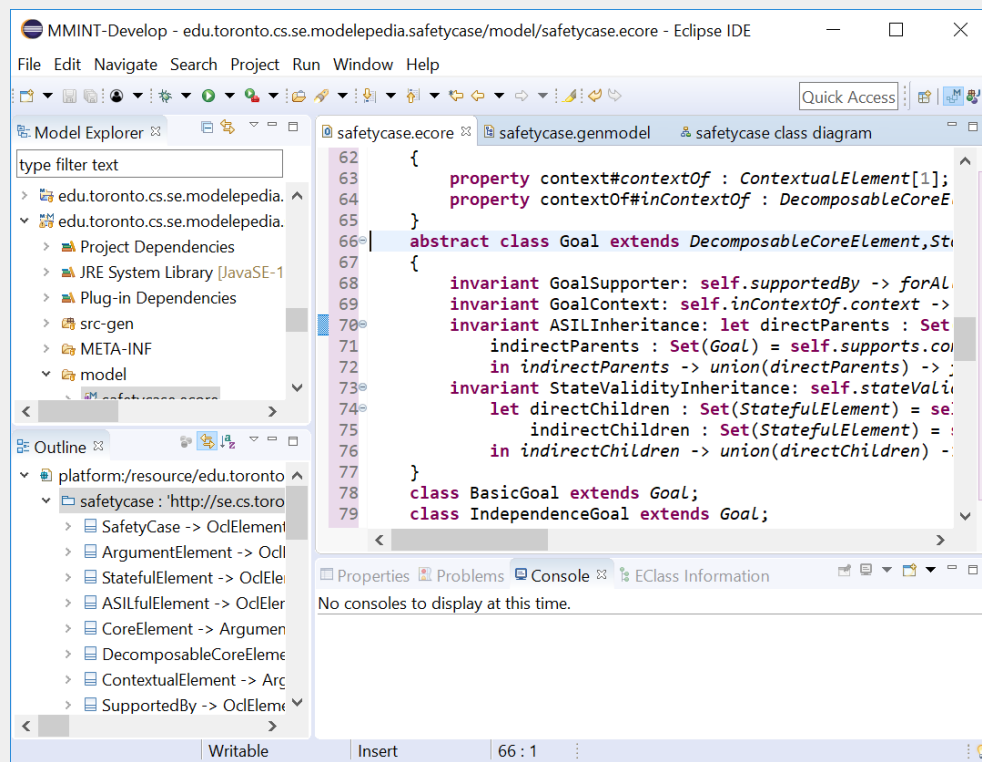 MMINT-Develop - edu.toronto.cs.se.modelepedia.safetycase/model/safetycase.ecore - Eclipse IDE
File Edit Navigate Search Project Run Window Help
Quick Access
Model Explorer
type filter text
edu.toronto.cs.se.modelepedia.
edu.toronto.cs.se.modelepedia.
Project Dependencies
JRE System Library [JavaSE-1
Plug-in Dependencies
src-gen
META-INF
model
safetycase.ecore
Outline
platform:/resource/edu.toronto
safetycase : 'http://se.cs.toro
SafetyCase -> OclElement
ArgumentElement -> Ocl
StatefulElement -> OclEle
ASILfulElement -> OclEler
CoreElement -> Argumen
DecomposableCoreEleme
ContextualElement -> Arg
SupportedBy -> OclEleme
safetycase.ecore safetycase.genmodel safetycase class diagram
62 {
63 property context#contextOf : ContextualElement[1];
64 property contextOf#inContextOf : DecomposableCoreE
65 }
66 abstract class Goal extends DecomposableCoreElement,Sta
67 {
68 invariant GoalSupporter: self.supportedBy -> forAl
69 invariant GoalContext: self.inContextOf.context ->
70 invariant ASILInheritance: let directParents : Set
71 indirectParents : Set(Goal) = self.supports.co
72 in indirectParents -> union(directParents) ->
73 invariant StateValidityInheritance: self.stateVali
74 let directChildren : Set(StatefulElement) = se
75 indirectChildren : Set(StatefulElement) =
76 in indirectChildren -> union(directChildren) -
77 }
78 class BasicGoal extends Goal;
79 class IndependenceGoal extends Goal;
Properties Problems Console EClass Information
No consoles to display at this time.
Writable Insert 66 : 1